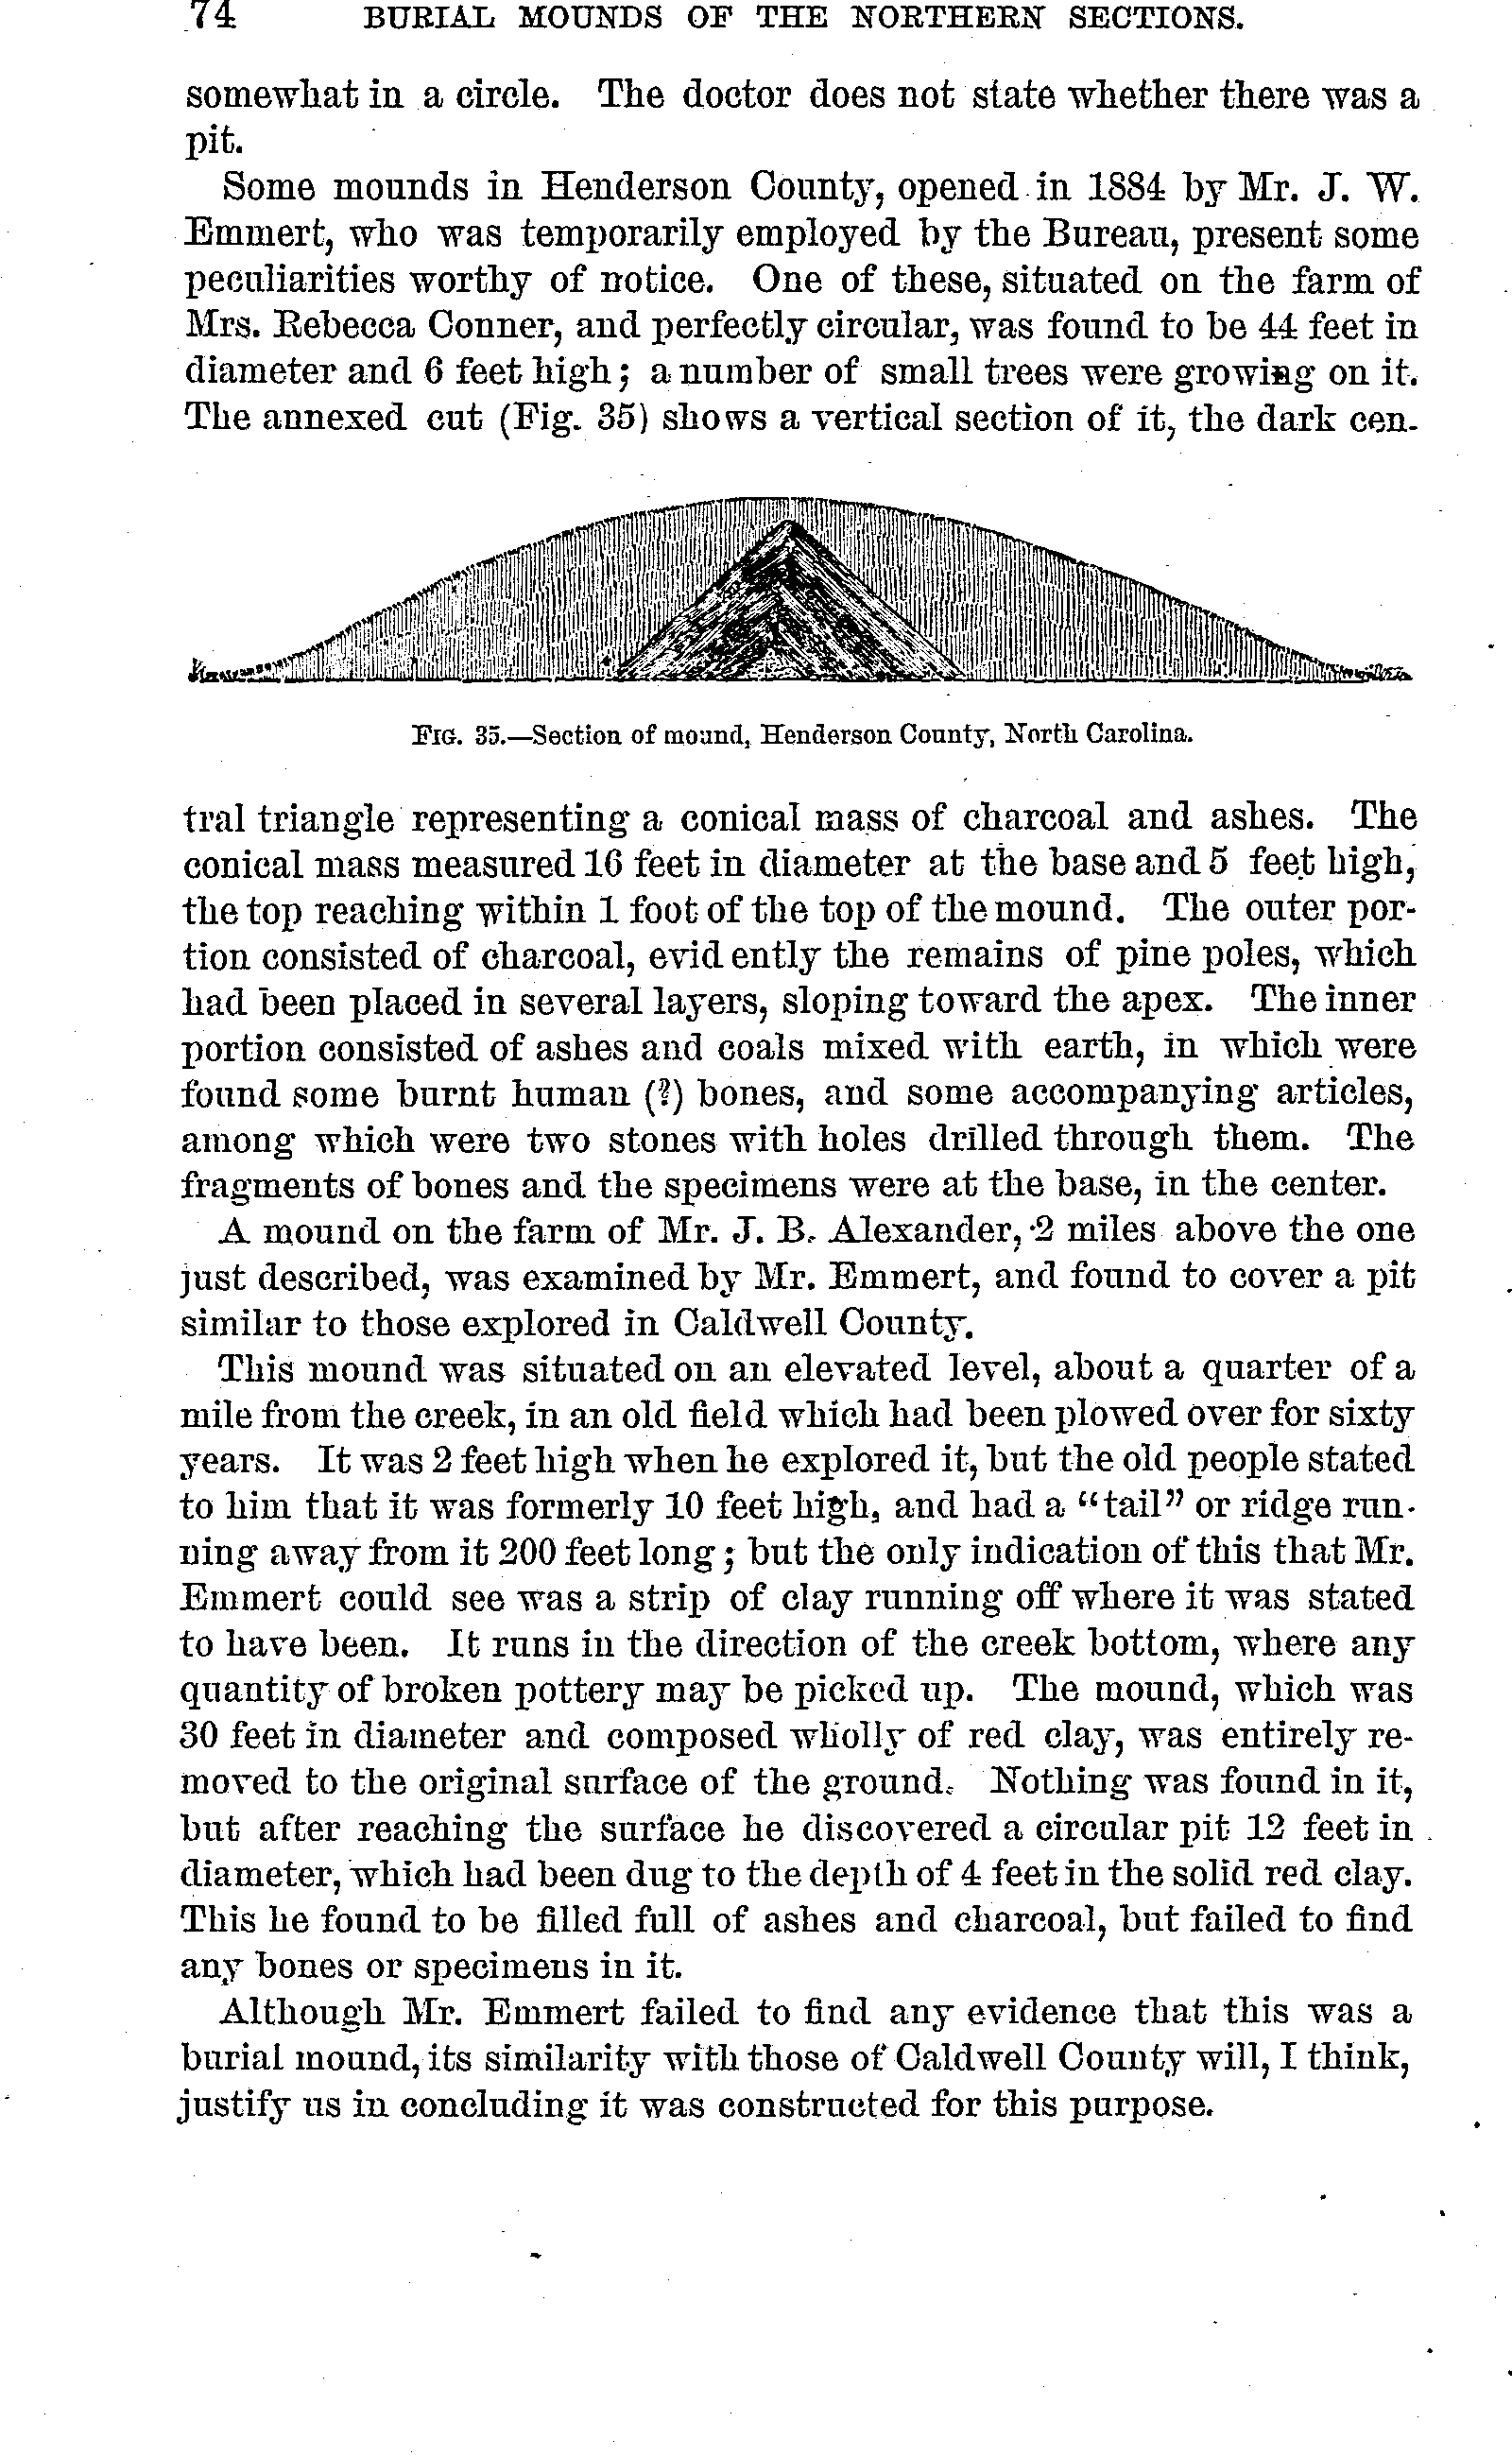 74 BURIAL MOUNDS OF THE NORTHERN SECTIONS.
somewhat in a circle. The doctor does not state whether there was a
pit.
Some mounds in Henderson County, opened in 1884 by Mr. J. W.
Emmert, who was temporarily employed by the Bureau, present some
peculiarities worthy of notice. One of these, situated on the farm of
Mrs. Rebecca Conner, and perfectly circular, was found to be 44 feet in
diameter and 6 feet high; a number of small trees were growing on it.
The annexed cut (Fig. 35) shows a vertical section of it, the dark cen-
FIG. 35.—Section of mound, Henderson County, North Carolina.
tral triangle representing a conical mass of charcoal and ashes. The
conical mass measured 16 feet in diameter at the base and 5 feet high,
the top reaching within 1 foot of the top of the mound. The outer por-
tion consisted of charcoal, evidently the remains of pine poles, which
had been placed in several layers, sloping toward the apex. The inner
portion consisted of ashes and coals mixed with earth, in which were
found some burnt human (?) bones, and some accompanying articles,
among which were two stones with holes drilled through them. The
fragments of bones and the specimens were at the base, in the center.
A mound on the farm of Mr. J. B. Alexander, 2 miles above the one
just described, was examined by Mr. Emmert, and found to cover a pit
similar to those explored in Caldwell County.
This mound was situated on an elevated level, about a quarter of a
mile from the creek, in an old field which had been plowed over for sixty
years. It was 2 feet high when he explored it, but the old people stated
to him that it was formerly 10 feet high, and had a "tail" or ridge run-
ning away from it 200 feet long; but the only indication of this that Mr.
Emmert could see was a strip of clay running off where it was stated
to have been. It runs in the direction of the creek bottom, where any
quantity of broken pottery may be picked up. The mound, which was
30 feet in diameter and composed wholly of red clay, was entirely re-
moved to the original surface of the ground. Nothing was found in it,
but after reaching the surface he discovered a circular pit 12 feet in
diameter, which had been dug to the depth of 4 feet in the solid red clay.
This he found to be filled full of ashes and charcoal, but failed to find
any bones or specimens in it.
Although Mr. Emmert failed to find any evidence that this was a
burial mound, its similarity with those of Caldwell County will, I think,
justify us in concluding it was constructed for this purpose.